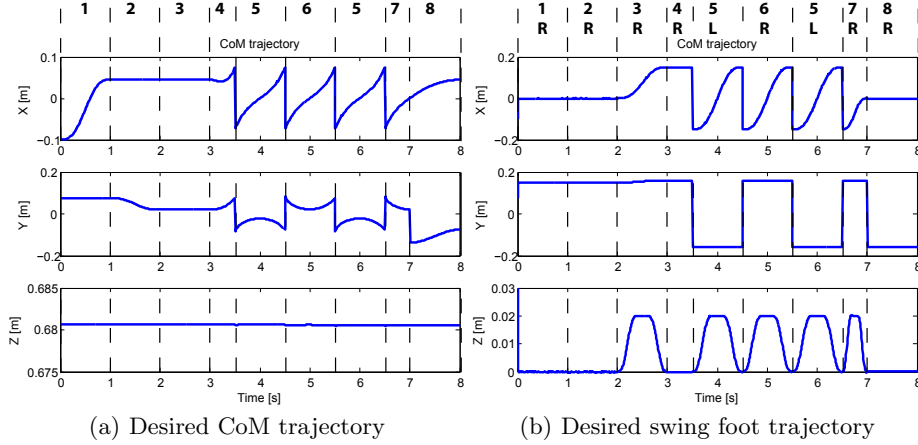 1 2 3 4 5 6 5 7 8
CoM trajectory
0.1
0
−0.1
X [m]
0 1 2 3 4 5 6 7 8
0.2
0
−0.2
Y [m]
0 1 2 3 4 5 6 7 8
0.685
0.68
0.675
Z [m]
0 1 2 3 4 5 6 7 8
Time [s]
(a) Desired CoM trajectory
1 2 3 4 5 6 5 7 8
R R R R L R L R R
CoM trajectory
0.2
0
−0.2
X [m]
0 1 2 3 4 5 6 7 8
0.2
0
−0.2
Y [m]
0 1 2 3 4 5 6 7 8
0.03
0.02
0.01
0
Z [m]
0 1 2 3 4 5 6 7 8
Time [s]
(b) Desired swing foot trajectory